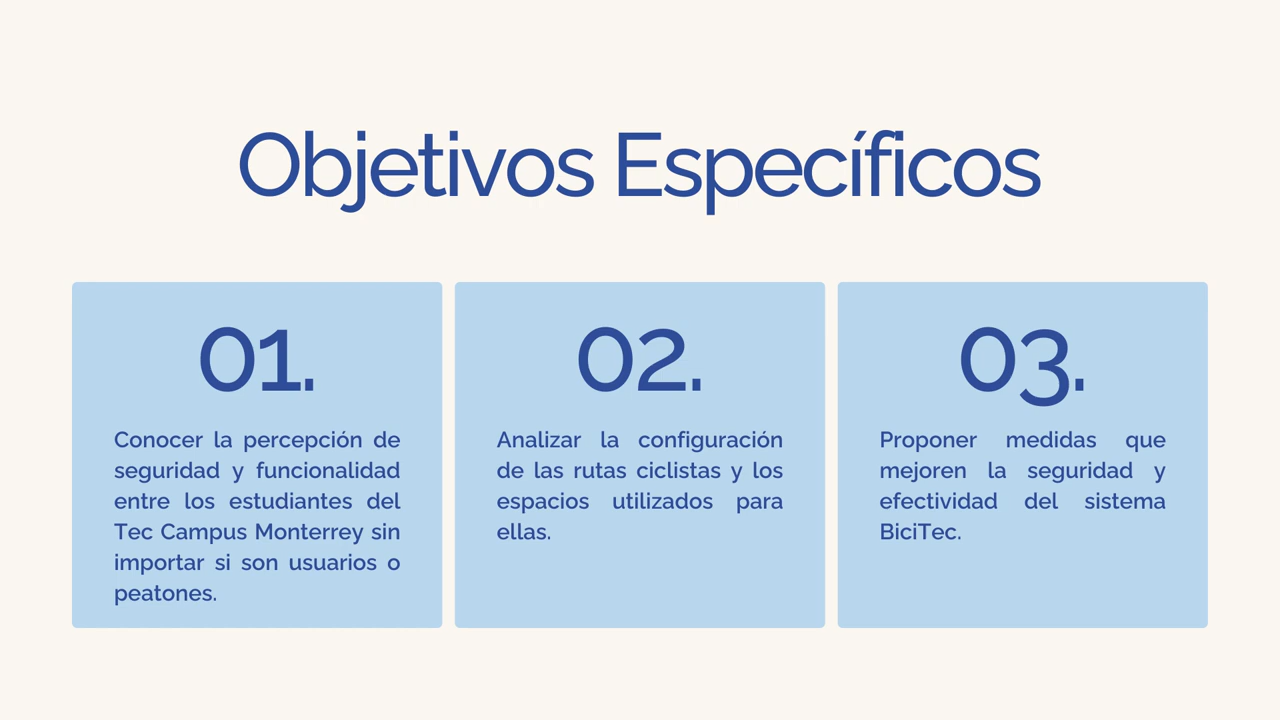 Objetivos Específicos
01.
Conocer la percepción de
seguridad y funcionalidad
entre los estudiantes del
Tec Campus Monterrey sin
importar si son usuarios o
peatones.
02.
Analizar la configuración
de las rutas ciclistas y los
espacios utilizados para
ellas.
03.
Proponer medidas que
mejoren la seguridad y
efectividad del sistema
BiciTec.